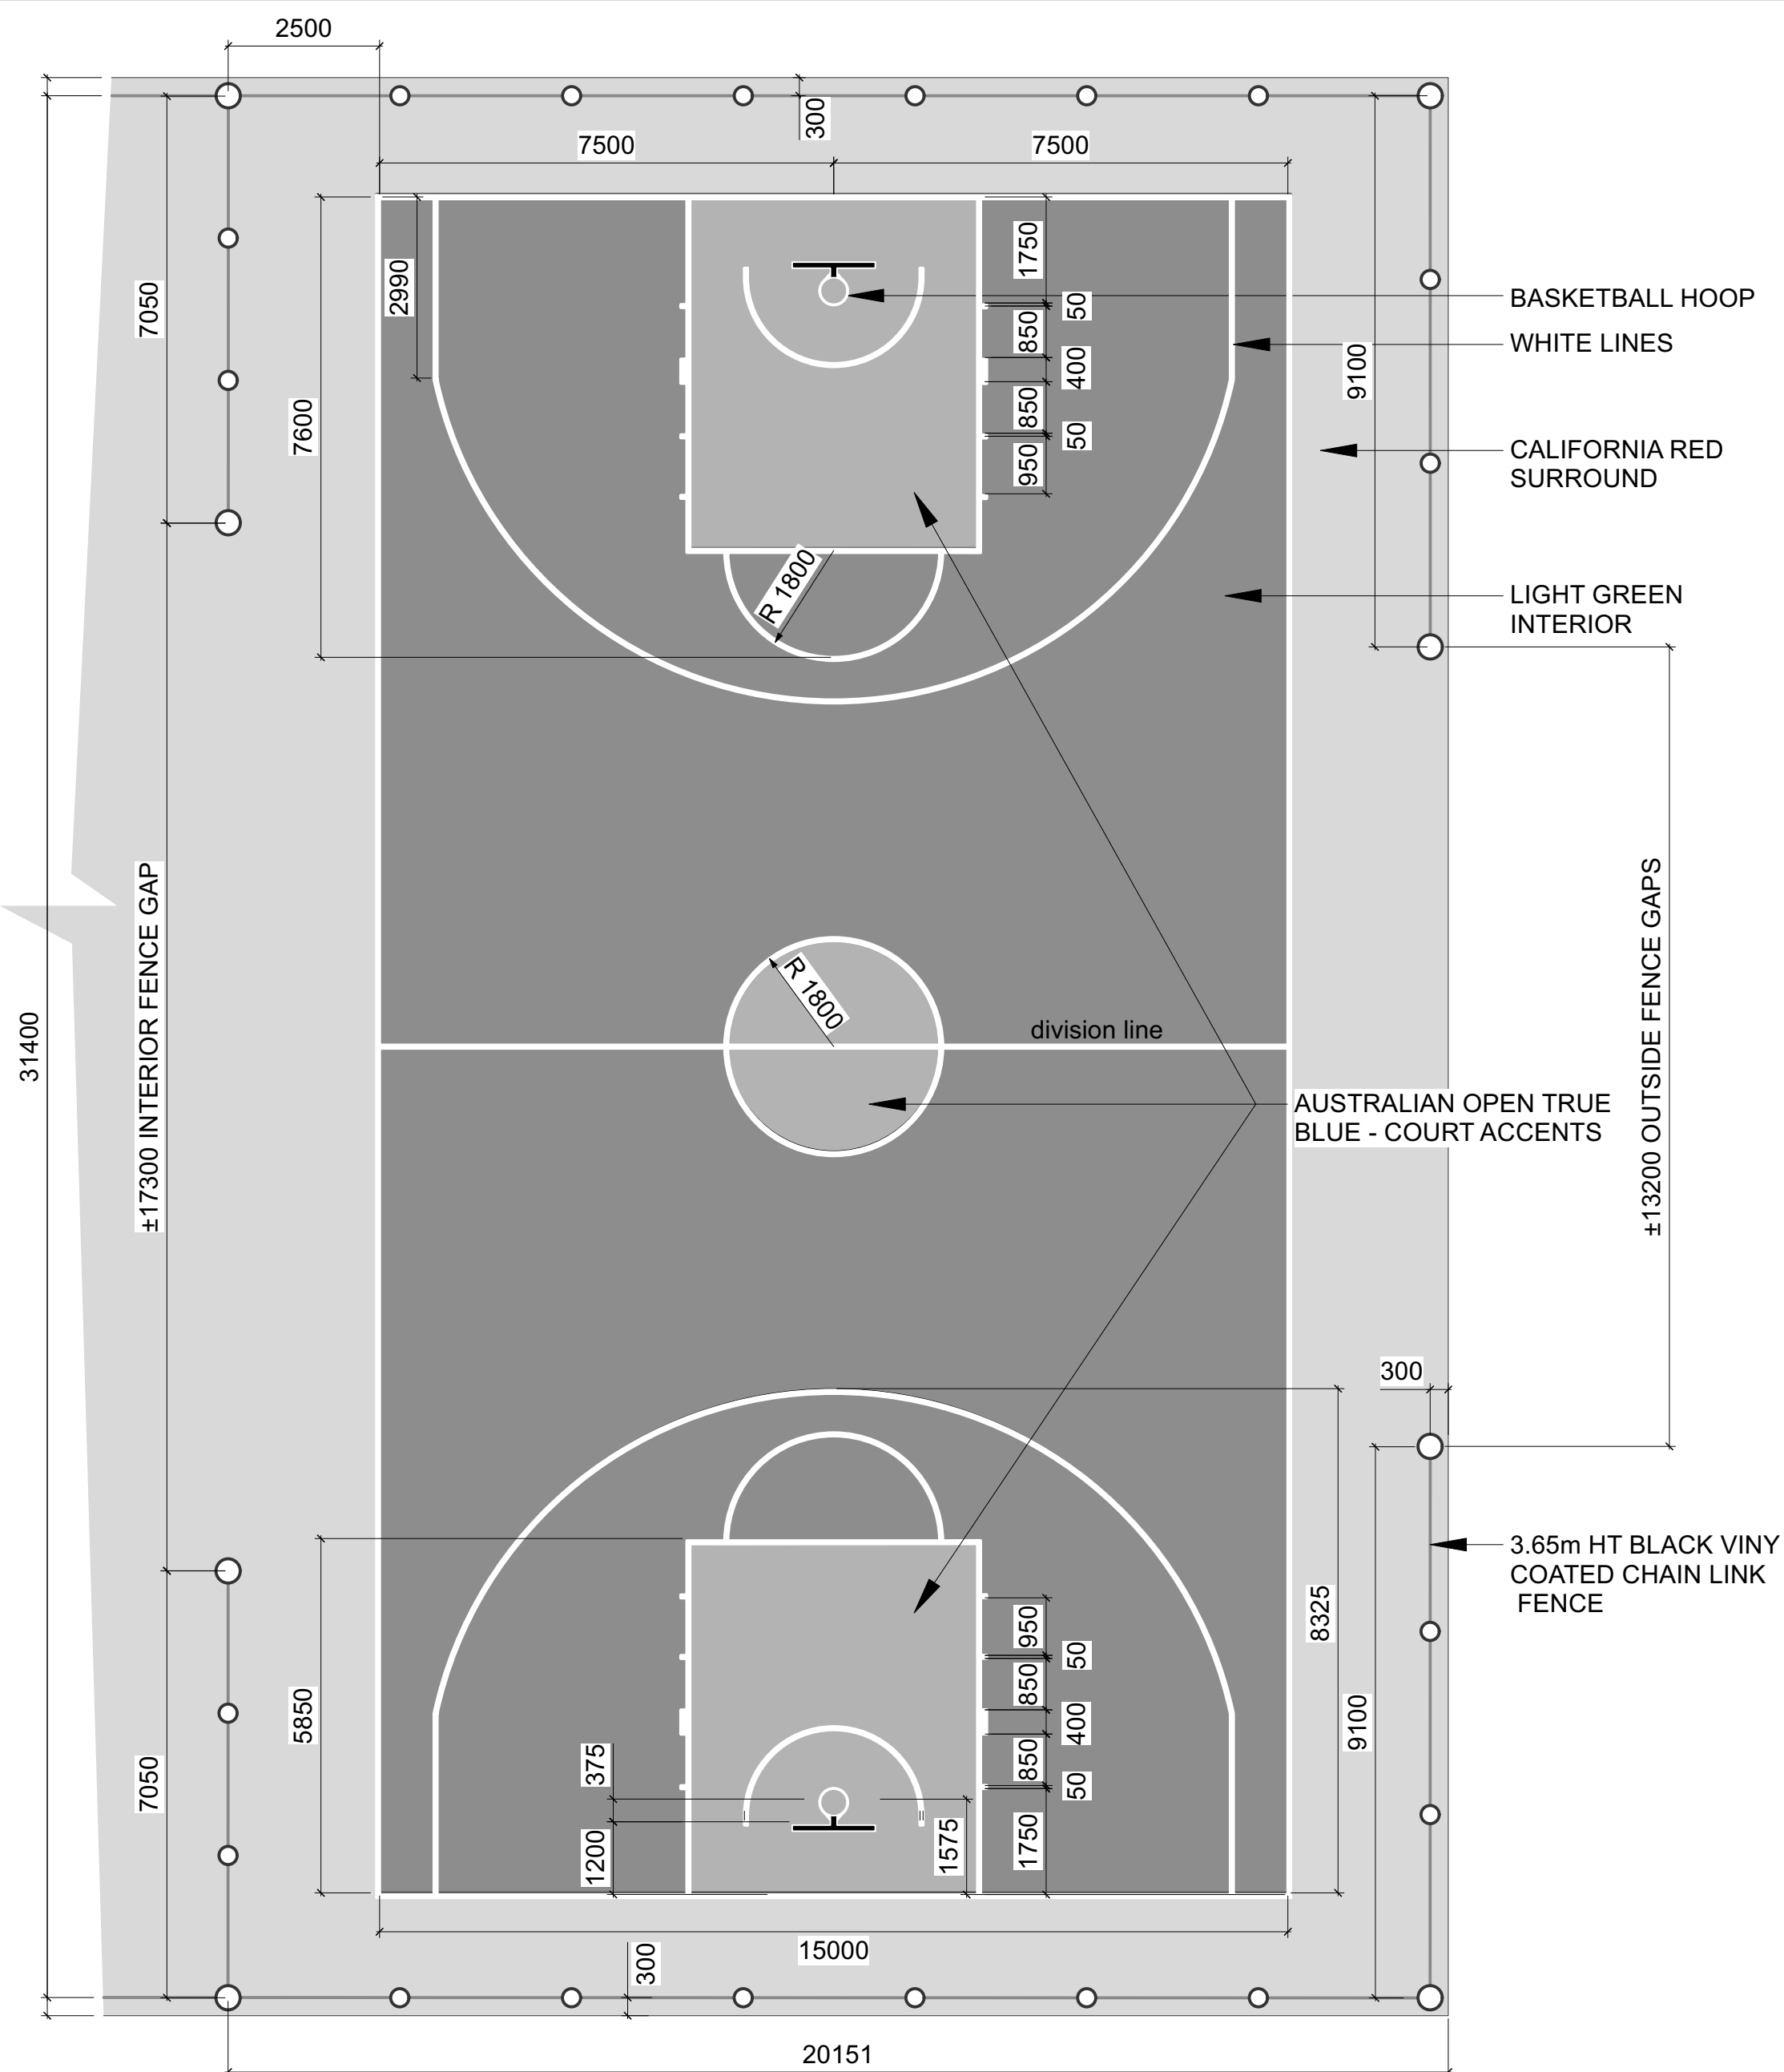 2500
300
7500
7500
1750
50
850
400
850
50
950
2990
7050
7600
9100
BASKETBALL HOOP
WHITE LINES
CALIFORNIA RED
SURROUND
LIGHT GREEN
INTERIOR
R 1800
±17300 INTERIOR FENCE GAP
31400
R 1800
division line
AUSTRALIAN OPEN TRUE
BLUE - COURT ACCENTS
±13200 OUTSIDE FENCE GAPS
300
3.65m HT BLACK VINY
COATED CHAIN LINK
FENCE
8325
9100
950
50
850
400
850
50
1750
5850
375
1200
1575
7050
15000
300
20151